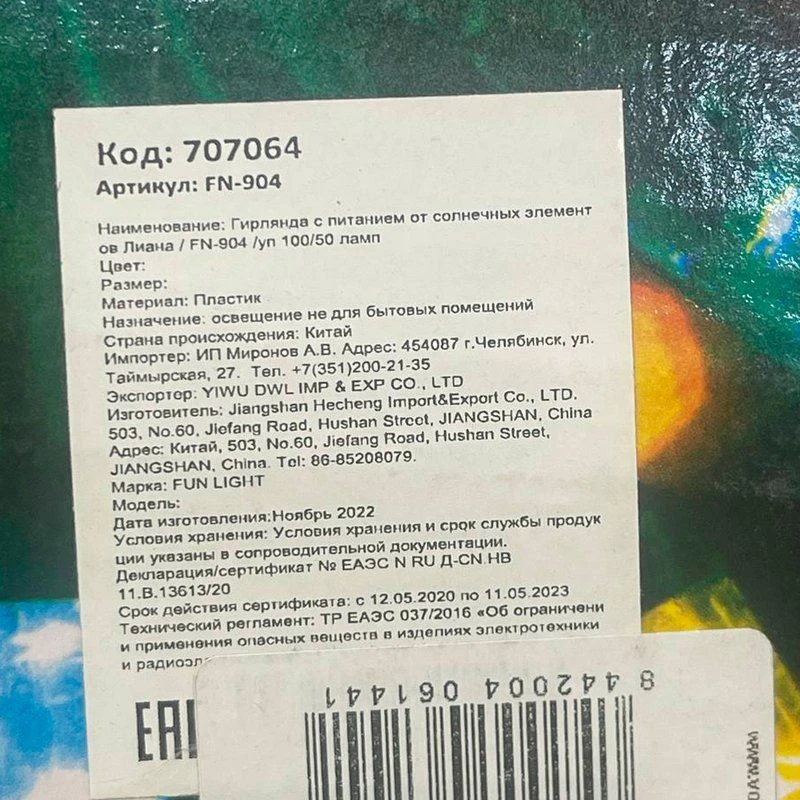 Код: 707064
Артикул: FN-904
Наименование: Гирлянда с питанием от солнечных элемент
ов Лиана / FN-904 /уп 100/50 ламп
Цвет:
Размер:
Материал: Пластик
Назначение: освещение не для бытовых помещений
Страна происхождения: Китай
Импортер: ИП Миронов А.В. Адрес: 454087 г.Челябинск, ул.
Таймырская, 27. Тел. +7(351)200-21-35
Экспортер: YIWU DWL IMP & EXP CO., LTD
Изготовитель: Jiangshan Hecheng Import&Export Co., LTD.
503, No.60, Jiefang Road, Hushan Street, JIANGSHAN, China
Адрес: Китай, 503, No.60, Jiefang Road, Hushan Street,
JIANGSHAN, China. Tel: 86-85208079.
Марка: FUN LIGHT
Модель:
Дата изготовления:Ноябрь 2022
Условия хранения: Условия хранения и срок службы продук
ции указаны в сопроводительной документации.
Декларация/сертификат № ЕАЭС N RU Д-CN.HB
11.B.13613/20
Срок действия сертификата: с 12.05.2020 по 11.05.2023
Технический регламент: ТР ЕАЭС 037/2016 «Об ограничени
и применения опасных веществ в изделиях электротехники
и радиоэл
EAC
8 442004 061441